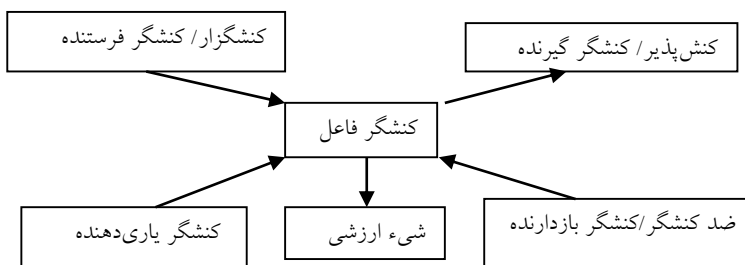 کنشگزار/ کنشگر فرستنده
کنش‌پذیر/ کنشگر گیرنده
کنشگر فاعل
ضد کنشگر/کنشگر بازدارنده
شیء ارزشی
کنشگر یاری‌دهنده